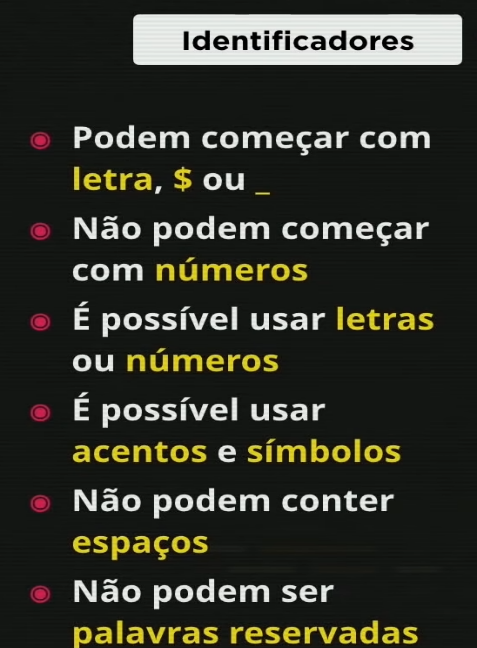 Identificadores
Podem começar com
letra, $ ou _
Não podem começar
com números
É possível usar letras
ou números
É possível usar
acentos e símbolos
Não podem conter
espaços
Não podem ser
palavras reservadas